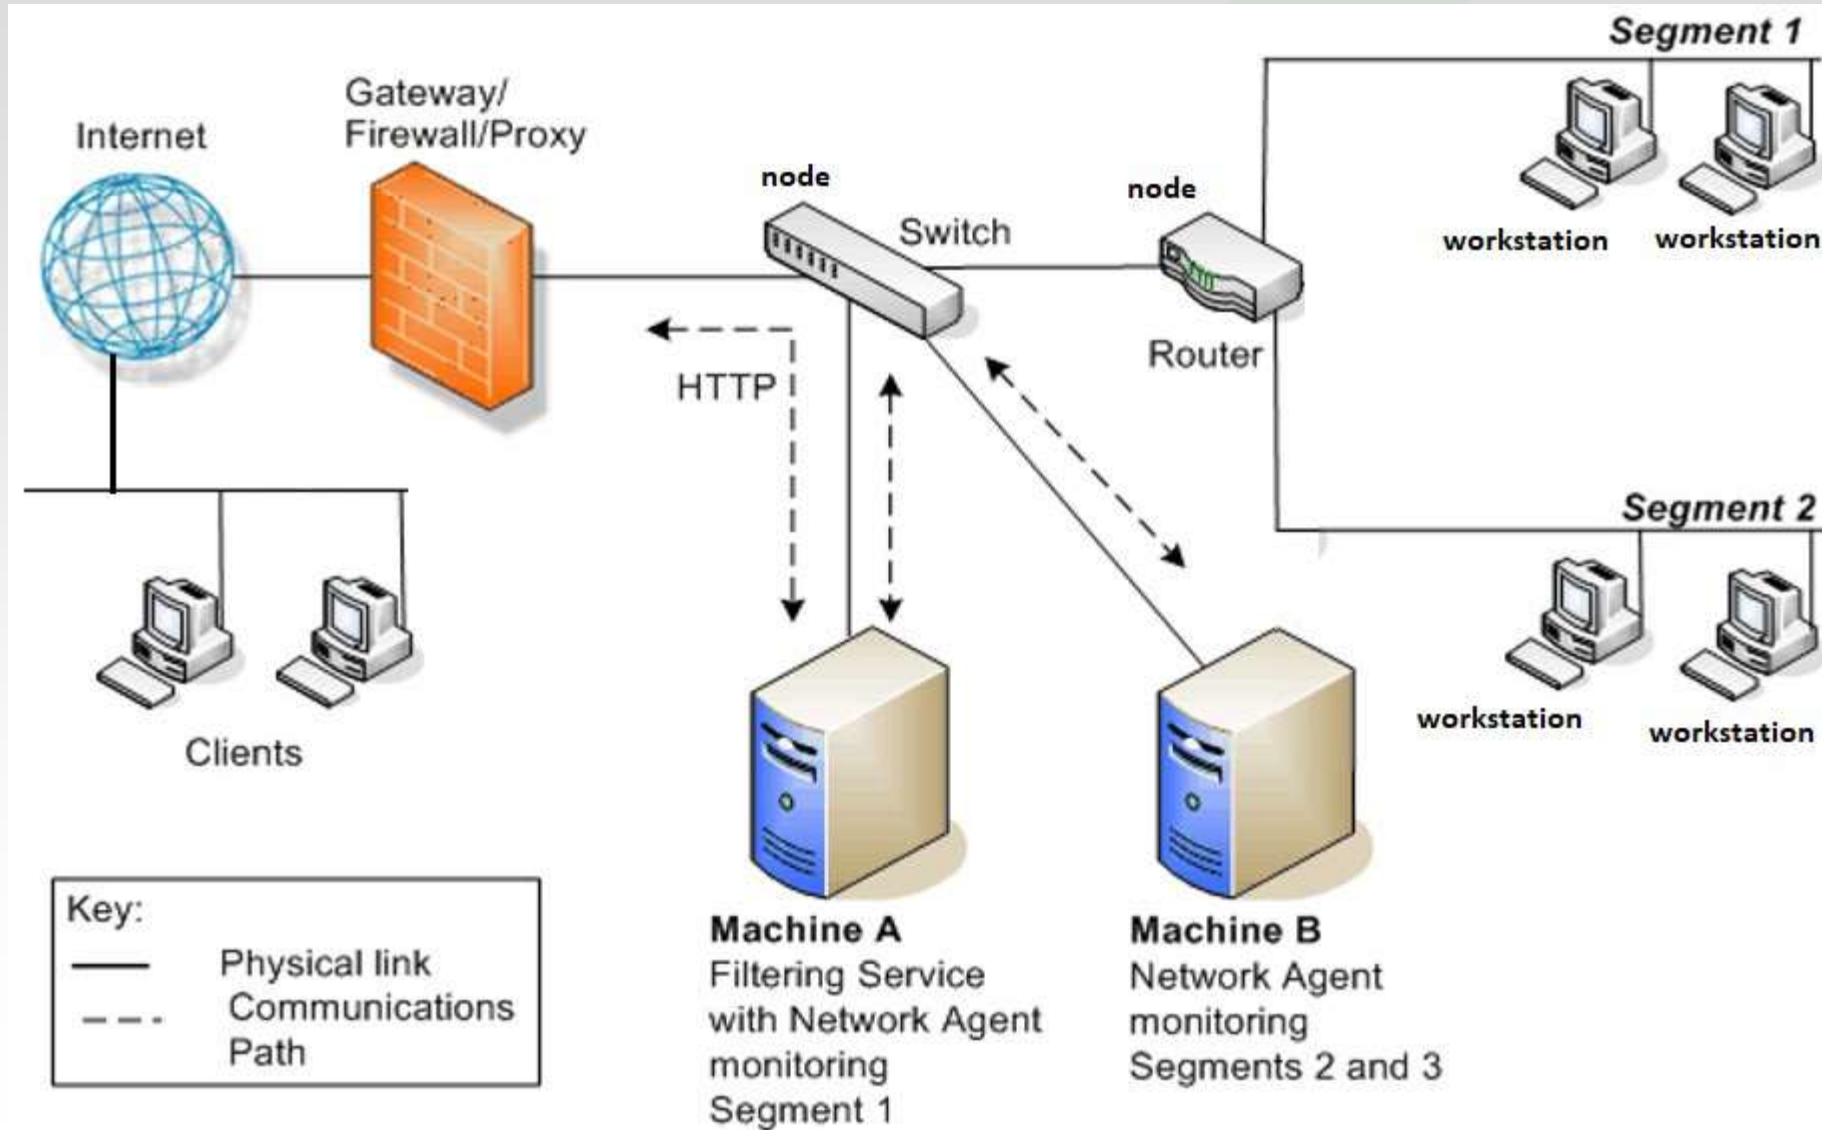 Segment 1
Gateway/
Firewall/Proxy
Internet
node
node
Switch
workstation
workstation
Router
HTTP
Segment 2
workstation
workstation
Clients
Key:
Physical link
Communications
Path
Machine A
Filtering Service
with Network Agent
monitoring
Segment 1
Machine B
Network Agent
monitoring
Segments 2 and 3